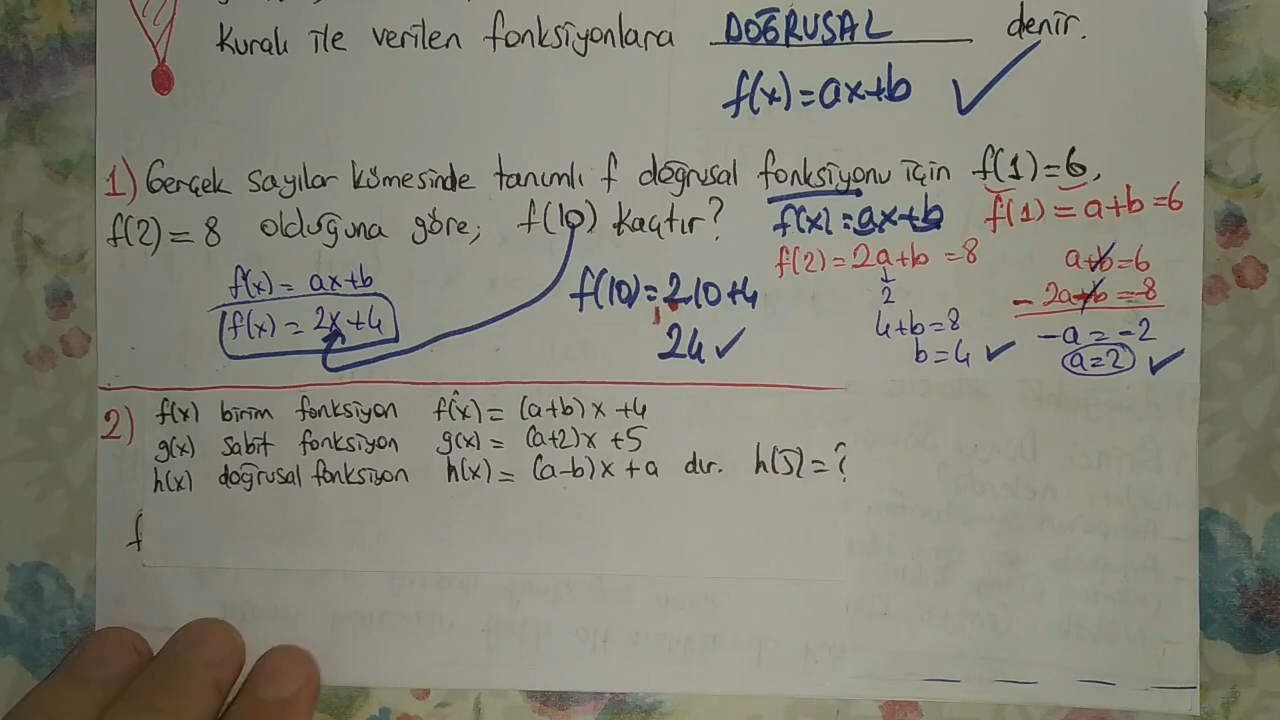 Kuralı ile verilen fonksiyonlara DOĞRUSAL denir.
f(x)=ax+b
1) Gerçek sayılar kümesinde tanımlı f doğrusal fonksiyonu için f(1)=6,
f(2)=8 olduğuna göre; f(10) kaçtır?
f(x)=ax+b
f(1)=a+b=6
f(2)=2a+b=8
2
4+b=8
b=4
a+b=6
- 2a+b=-8
-a=-2
a=2
f(x)=ax+b
f(x)=2x+4
f(10)=2.10+4
24
2) f(x) birim fonksiyon f(x)=(a+b)x+4
g(x) sabit fonksiyon g(x)=(a+2)x+5
h(x) doğrusal fonksiyon h(x)=(a-b)x+a dır. h(5)=?
f